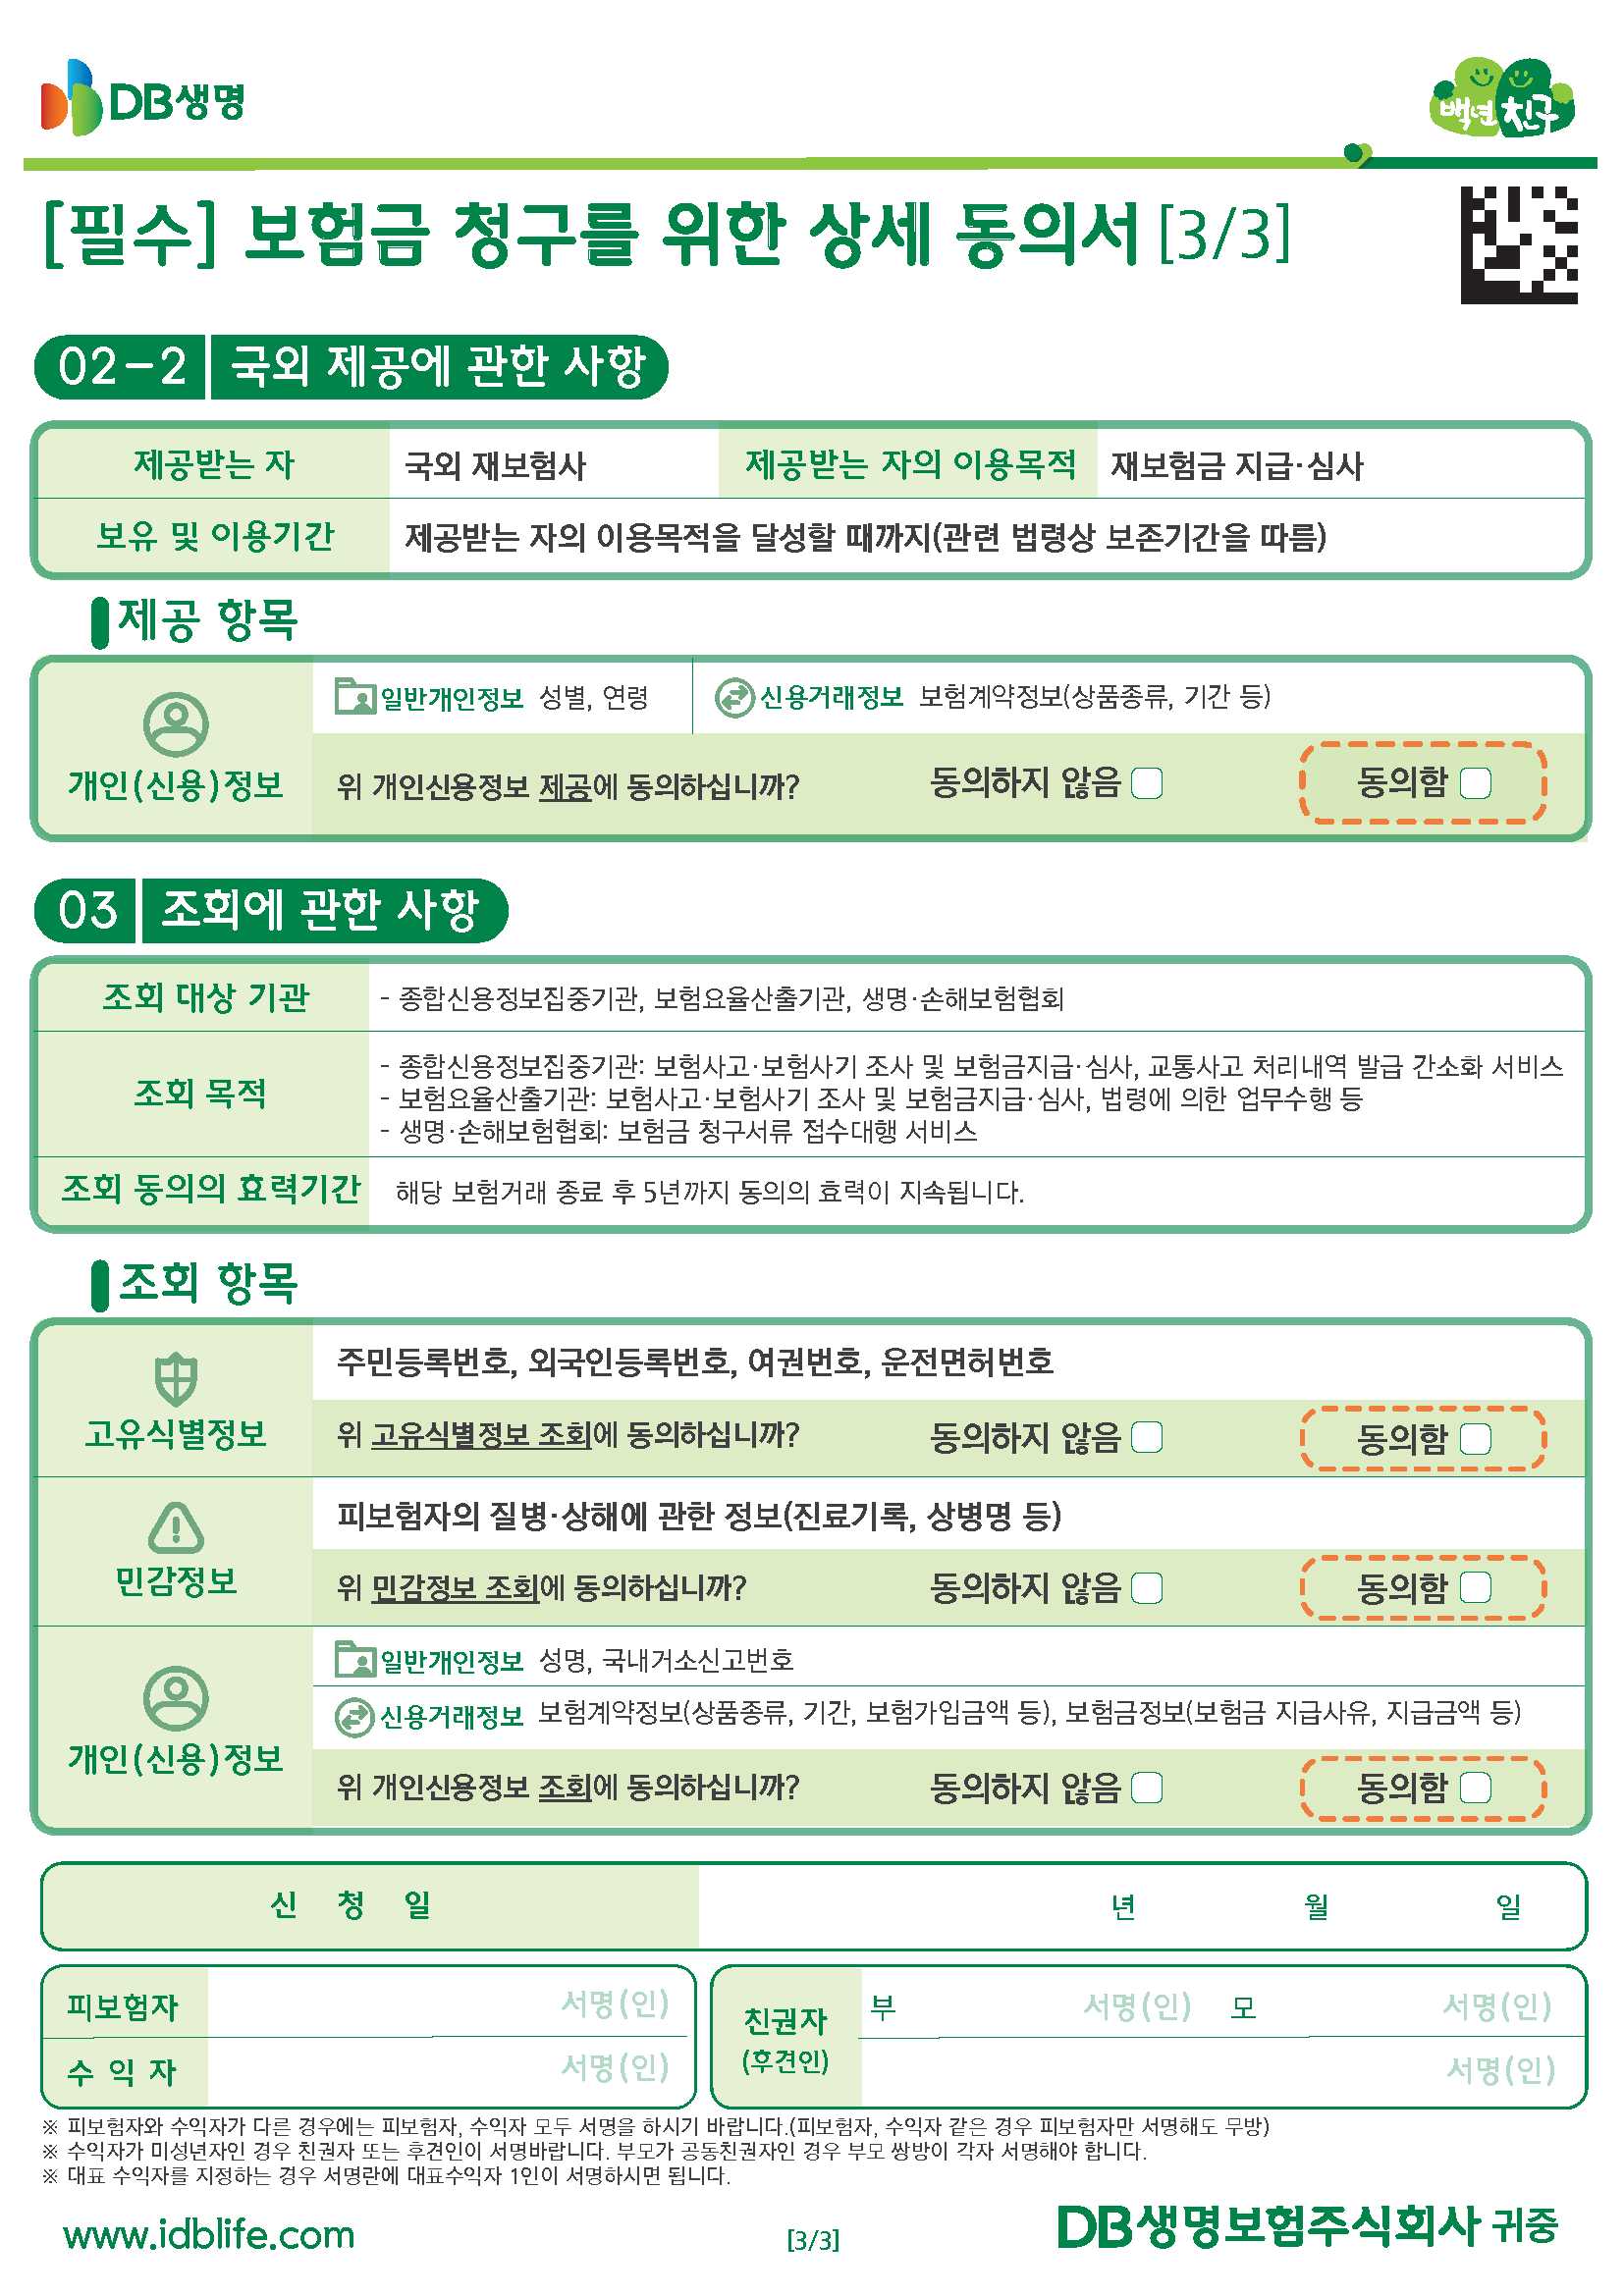 DB생명
백년친구
[필수] 보험금 청구를 위한 상세 동의서 [3/3]
02-2 국외 제공에 관한 사항
제공받는 자 국외 재보험사 제공받는 자의 이용목적 재보험금 지급·심사
보유 및 이용기간 제공받는 자의 이용목적을 달성할 때까지(관련 법령상 보존기간을 따름)
제공 항목
일반개인정보 성별, 연령 신용거래정보 보험계약정보(상품종류, 기간 등)
개인(신용)정보 위 개인신용정보 제공에 동의하십니까? 동의하지 않음 동의함
03 조회에 관한 사항
조회 대상 기관 - 종합신용정보집중기관, 보험요율산출기관, 생명·손해보험협회
조회 목적
- 종합신용정보집중기관: 보험사고·보험사기 조사 및 보험금지급·심사, 교통사고 처리내역 발급 간소화 서비스
- 보험요율산출기관: 보험사고·보험사기 조사 및 보험금지급·심사, 법령에 의한 업무수행 등
- 생명·손해보험협회: 보험금 청구서류 접수대행 서비스
조회 동의의 효력기간 해당 보험거래 종료 후 5년까지 동의의 효력이 지속됩니다.
조회 항목
주민등록번호, 외국인등록번호, 여권번호, 운전면허번호
고유식별정보 위 고유식별정보 조회에 동의하십니까? 동의하지 않음 동의함
피보험자의 질병·상해에 관한 정보(진료기록, 상병명 등)
민감정보 위 민감정보 조회에 동의하십니까? 동의하지 않음 동의함
일반개인정보 성명, 국내거소신고번호
신용거래정보 보험계약정보(상품종류, 기간, 보험가입금액 등), 보험금정보(보험금 지급사유, 지급금액 등)
개인(신용)정보 위 개인신용정보 조회에 동의하십니까? 동의하지 않음 동의함
신 청 일 년 월 일
피보험자 서명(인) 친권자 (후견인) 부 서명(인) 모 서명(인)
수 익 자 서명(인) 서명(인)
※ 피보험자와 수익자가 다른 경우에는 피보험자, 수익자 모두 서명을 하시기 바랍니다.(피보험자, 수익자 같은 경우 피보험자만 서명해도 무방)
※ 수익자가 미성년자인 경우 친권자 또는 후견인이 서명바랍니다. 부모가 공동친권자인 경우 부모 쌍방이 각자 서명해야 합니다.
※ 대표 수익자를 지정하는 경우 서명란에 대표수익자 1인이 서명하시면 됩니다.
www.idblife.com [3/3] DB생명보험주식회사 귀중